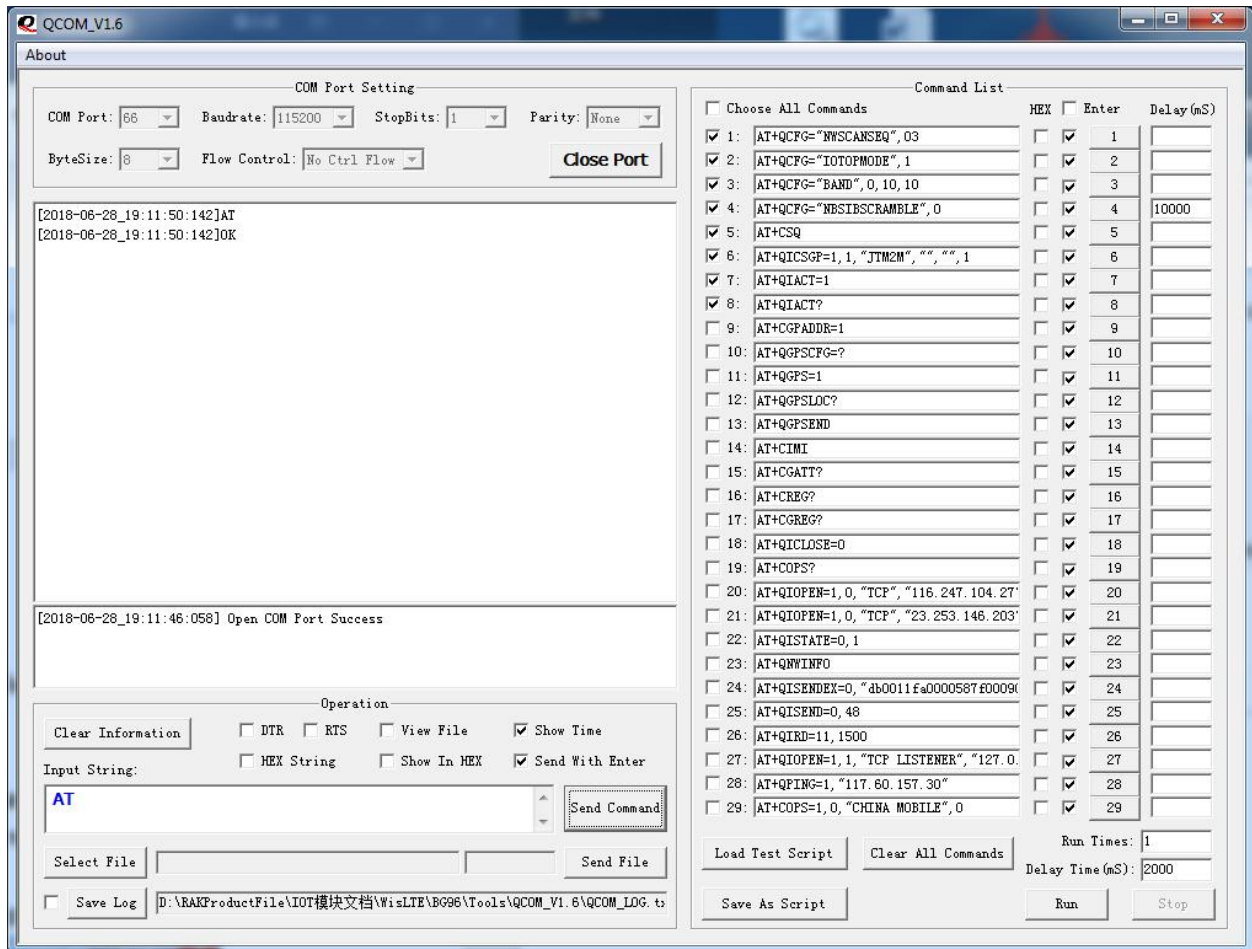 QCOM_V1.6
About
COM Port Setting
COM Port: 66 Baudrate: 115200 StopBits: 1 Parity: None
ByteSize: 8 Flow Control: No Ctrl Flow Close Port
[2018-06-28_19:11:50:142]AT
[2018-06-28_19:11:50:142]OK
[2018-06-28_19:11:46:058] Open COM Port Success
Operation
Clear Information DTR RTS View File Show Time
HEX String Show In HEX Send With Enter
Input String:
AT
Send Command
Select File Send File
Save Log D:\RAKProductFile\IOT模块文档\WisLTE\BG96\Tools\QCOM_V1.6\QCOM_LOG.t
Command List
Choose All Commands HEX Enter Delay(mS)
1: AT+QCFG="NWSCANSEQ",03 1
2: AT+QCFG="IOTOPMODE",1 2
3: AT+QCFG="BAND",0,10,10 3
4: AT+QCFG="NBSIBSCRAMBLE",0 4 10000
5: AT+CSQ 5
6: AT+QICSGP=1,1,"JTM2M","","",1 6
7: AT+QIACT=1 7
8: AT+QIACT? 8
9: AT+CGPADDR=1 9
10: AT+QGPSCFG=? 10
11: AT+QGPS=1 11
12: AT+QGPSLOC? 12
13: AT+QGPSEND 13
14: AT+CIMI 14
15: AT+CGATT? 15
16: AT+CREG? 16
17: AT+CGREG? 17
18: AT+QICLOSE=0 18
19: AT+COPS? 19
20: AT+QIOPEN=1,0,"TCP","116.247.104.27 20
21: AT+QIOPEN=1,0,"TCP","23.253.146.203 21
22: AT+QISTATE=0,1 22
23: AT+QNWINFO 23
24: AT+QISENDEX=0,"db0011fa0000587f0009 24
25: AT+QISEND=0,48 25
26: AT+QIRD=11,1500 26
27: AT+QIOPEN=1,1,"TCP LISTENER","127.0. 27
28: AT+QPING=1,"117.60.157.30" 28
29: AT+COPS=1,0,"CHINA MOBILE",0 29
Load Test Script Clear All Commands Run Times: 1
Delay Time(mS): 2000
Save As Script Run Stop